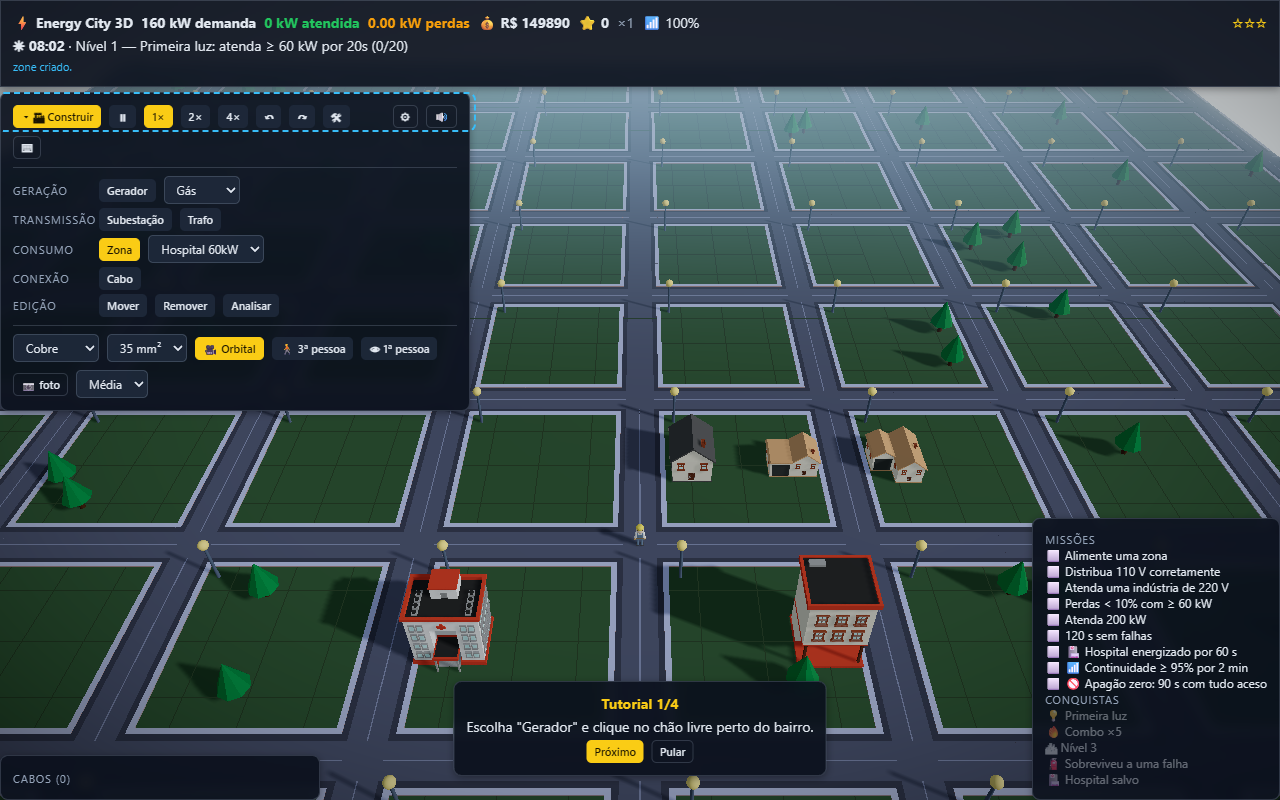 Energy City 3D 160 kW demanda 0 kW atendida 0.00 kW perdas R$ 149890 0 ×1 100%
08:02 · Nível 1 — Primeira luz: atenda ≥ 60 kW por 20s (0/20)
zone criado.
Construir 1× 2× 4×
GERAÇÃO Gerador Gás
TRANSMISSÃO Subestação Trafo
CONSUMO Zona Hospital 60kW
CONEXÃO Cabo
EDIÇÃO Mover Remover Analisar
Cobre 35 mm² Orbital 3ª pessoa 1ª pessoa
foto Média
MISSÕES
Alimente uma zona
Distribua 110 V corretamente
Atenda uma indústria de 220 V
Perdas < 10% com ≥ 60 kW
Atenda 200 kW
120 s sem falhas
Hospital energizado por 60 s
Continuidade ≥ 95% por 2 min
Apagão zero: 90 s com tudo aceso
CONQUISTAS
Primeira luz
Combo ×5
Nível 3
Sobreviveu a uma falha
Hospital salvo
Tutorial 1/4
Escolha "Gerador" e clique no chão livre perto do bairro.
Próximo Pular
CABOS (0)